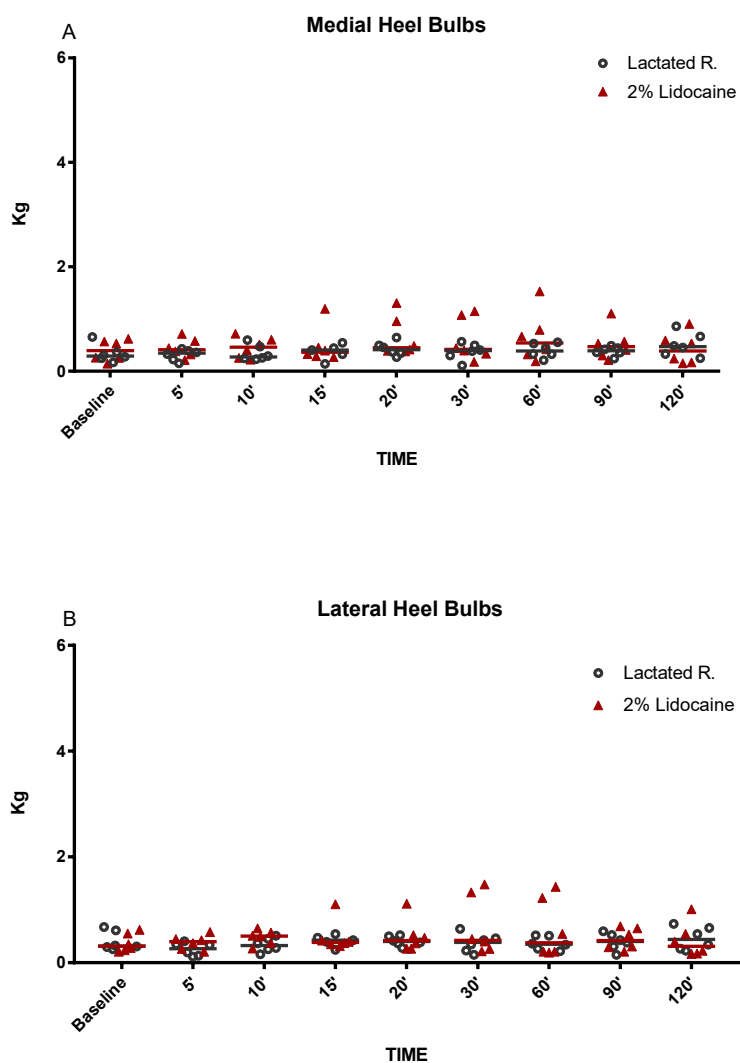 A
Medial Heel Bulbs
6
Lactated R.
2% Lidocaine
4
Kg
2
0
Baseline
5'
10'
15'
20'
30'
60'
90'
120'
TIME
B
Lateral Heel Bulbs
6
Lactated R.
2% Lidocaine
4
Kg
2
0
Baseline
5'
10'
15'
20'
30'
60'
90'
120'
TIME